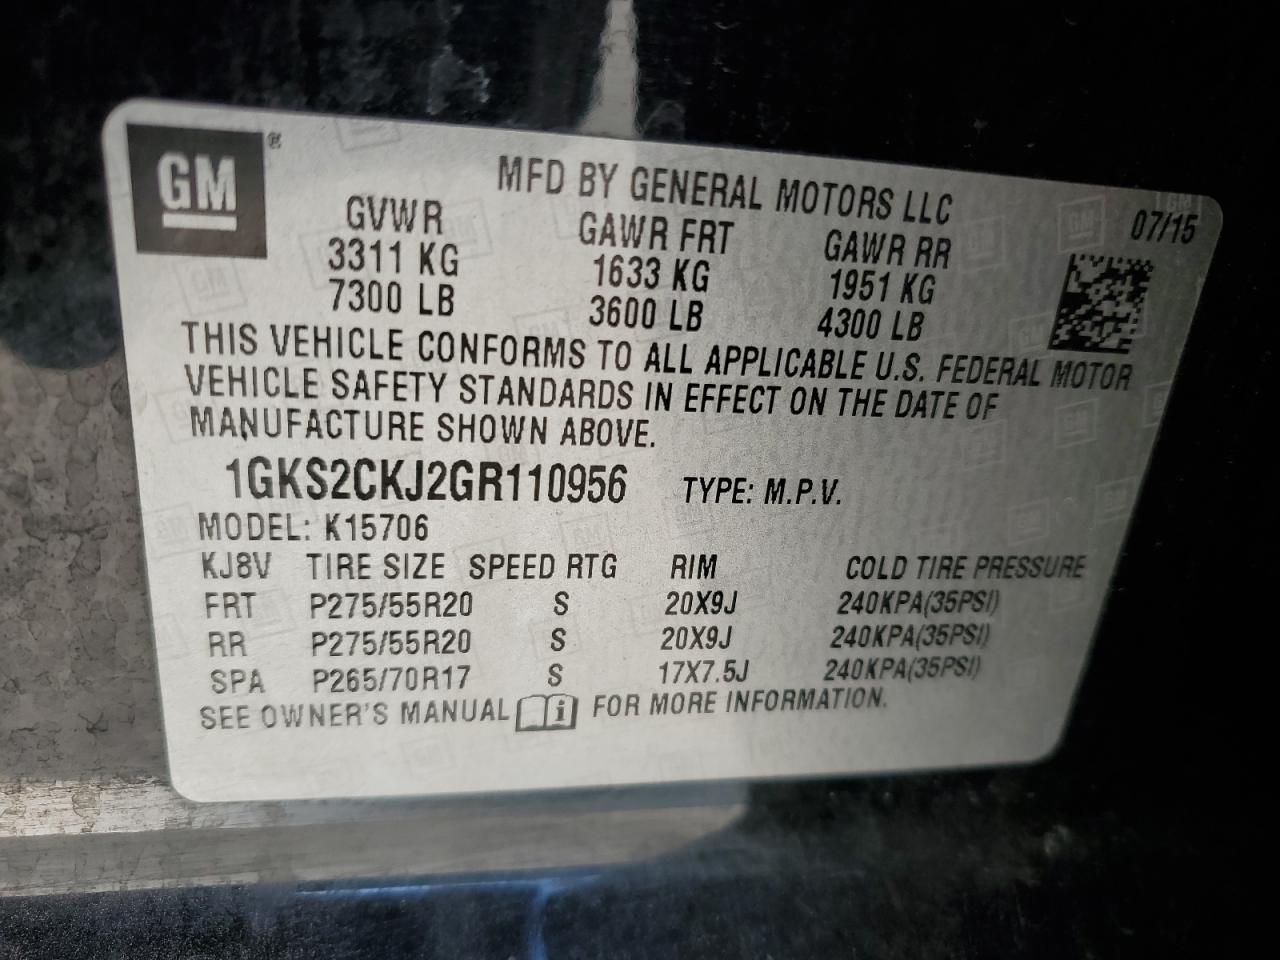 GM®
MFD BY GENERAL MOTORS LLC
07/15
GVWR GAWR FRT GAWR RR
3311 KG 1633 KG 1951 KG
7300 LB 3600 LB 4300 LB
THIS VEHICLE CONFORMS TO ALL APPLICABLE U.S. FEDERAL MOTOR
VEHICLE SAFETY STANDARDS IN EFFECT ON THE DATE OF
MANUFACTURE SHOWN ABOVE.
1GKS2CKJ2GR110956 TYPE: M.P.V.
MODEL: K15706
KJ8V TIRE SIZE SPEED RTG RIM COLD TIRE PRESSURE
FRT P275/55R20 S 20X9J 240KPA(35PSI)
RR P275/55R20 S 20X9J 240KPA(35PSI)
SPA P265/70R17 S 17X7.5J 240KPA(35PSI)
SEE OWNER'S MANUAL i FOR MORE INFORMATION.